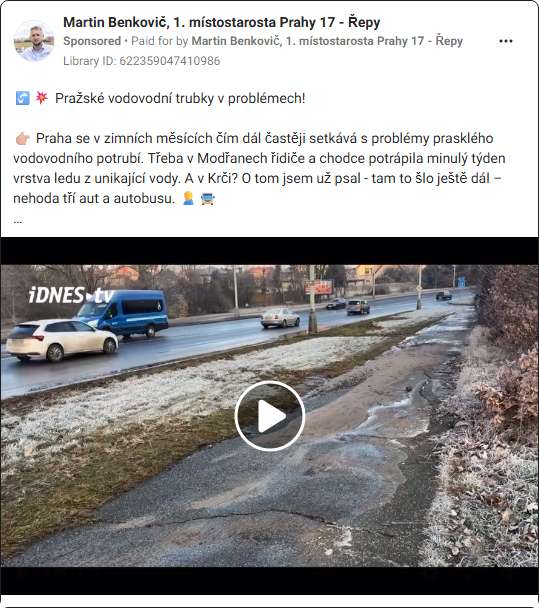 Martin Benkovič, 1. místostarosta Prahy 17 - Řepy
Sponsored • Paid for by Martin Benkovič, 1. místostarosta Prahy 17 - Řepy
Library ID: 622359047410986
🚰 💥 Pražské vodovodní trubky v problémech!
👉🏼 Praha se v zimních měsících čím dál častěji setkává s problémy prasklého
vodovodního potrubí. Třeba v Modřanech řidiče a chodce potrápila minulý týden
vrstva ledu z unikající vody. A v Krči? O tom jsem už psal - tam to šlo ještě dál –
nehoda tří aut a autobusu. 🤦‍♂️ 🚘
...
iDNES▸tv